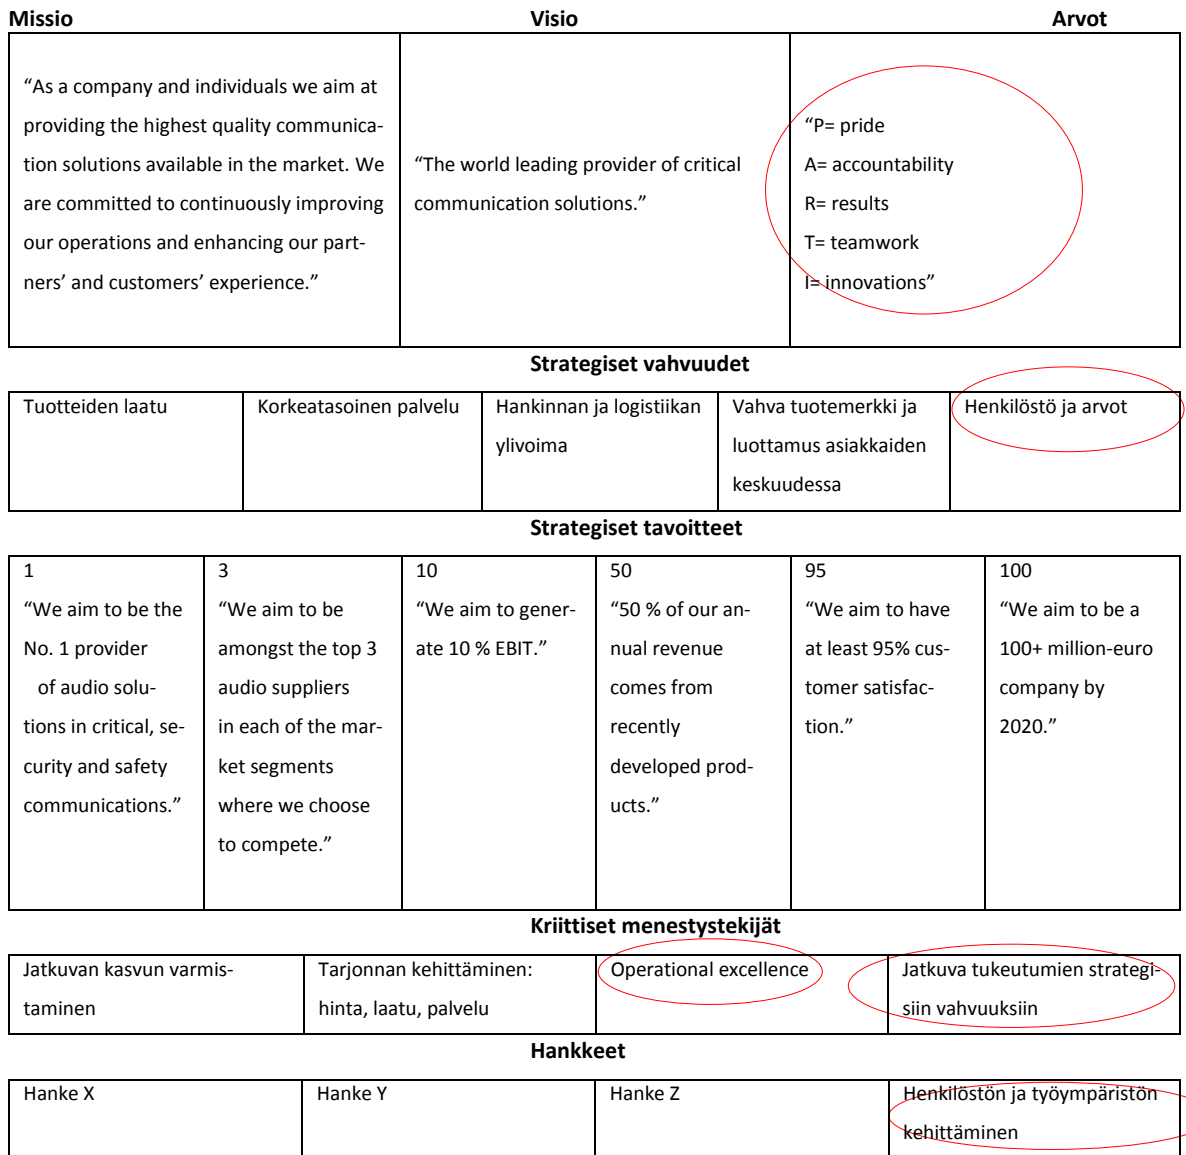 Missio Visio Arvot
“As a company and individuals we aim at
providing the highest quality communica-
tion solutions available in the market. We
are committed to continuously improving
our operations and enhancing our part-
ners’ and customers’ experience.”
“The world leading provider of critical
communication solutions.”
“P= pride
A= accountability
R= results
T= teamwork
I= innovations”
Strategiset vahvuudet
Tuotteiden laatu
Korkeatasoinen palvelu
Hankinnan ja logistiikan
ylivoima
Vahva tuotemerkki ja
luottamus asiakkaiden
keskuudessa
Henkilöstö ja arvot
Strategiset tavoitteet
1
“We aim to be the
No. 1 provider
of audio solu-
tions in critical, se-
curity and safety
communications.”
3
“We aim to be
amongst the top 3
audio suppliers
in each of the mar-
ket segments
where we choose
to compete.”
10
“We aim to gener-
ate 10 % EBIT.”
50
“50 % of our an-
nual revenue
comes from
recently
developed prod-
ucts.”
95
“We aim to have
at least 95% cus-
tomer satisfac-
tion.”
100
“We aim to be a
100+ million-euro
company by
2020.”
Kriittiset menestystekijät
Jatkuvan kasvun varmis-
taminen
Tarjonnan kehittäminen:
hinta, laatu, palvelu
Operational excellence
Jatkuva tukeutumien strategi-
siin vahvuuksiin
Hankkeet
Hanke X
Hanke Y
Hanke Z
Henkilöstön ja työympäristön
kehittäminen